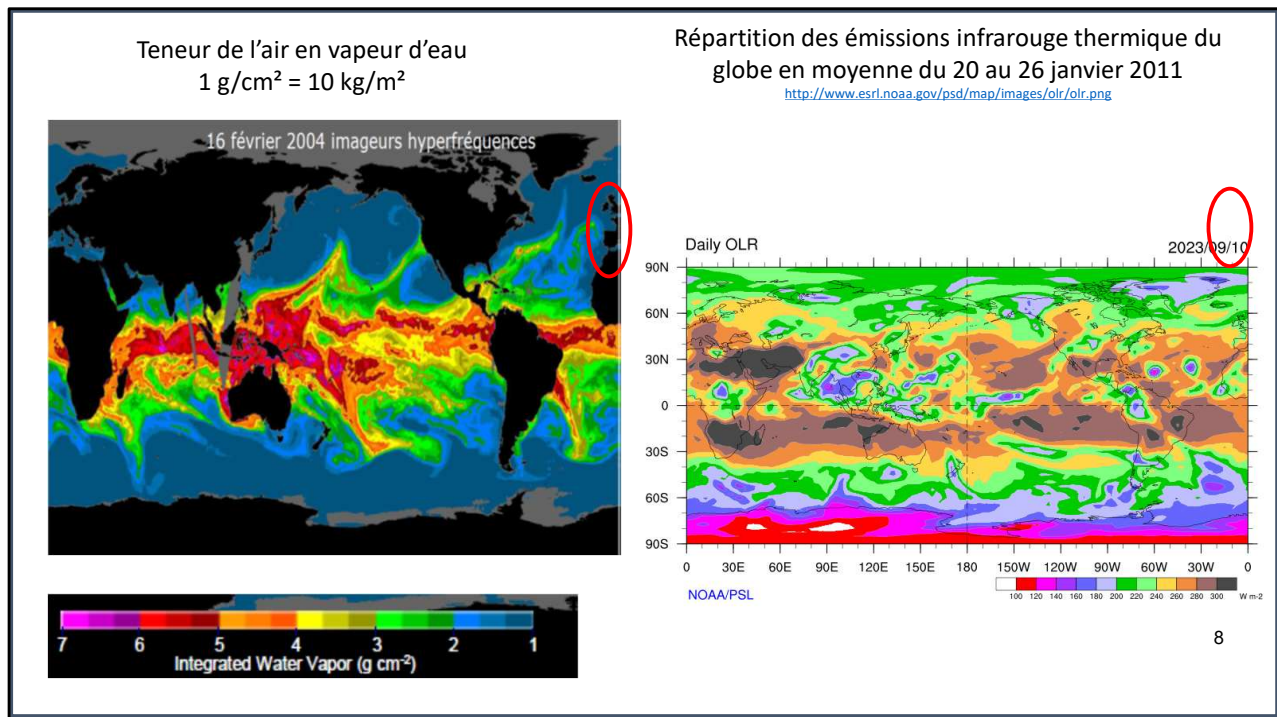 Teneur de l’air en vapeur d’eau
1 g/cm² = 10 kg/m²
16 février 2004 imageurs hyperfréquences
7 6 5 4 3 2 1
Integrated Water Vapor (g cm⁻²)
Répartition des émissions infrarouge thermique du
globe en moyenne du 20 au 26 janvier 2011
http://www.esrl.noaa.gov/psd/map/images/olr/olr.png
Daily OLR 2023/09/10
90N
60N
30N
0
30S
60S
90S
0 30E 60E 90E 120E 150E 180 150W 120W 90W 60W 30W 0
NOAA/PSL
100 120 140 160 180 200 220 240 260 280 300 W m-2
8